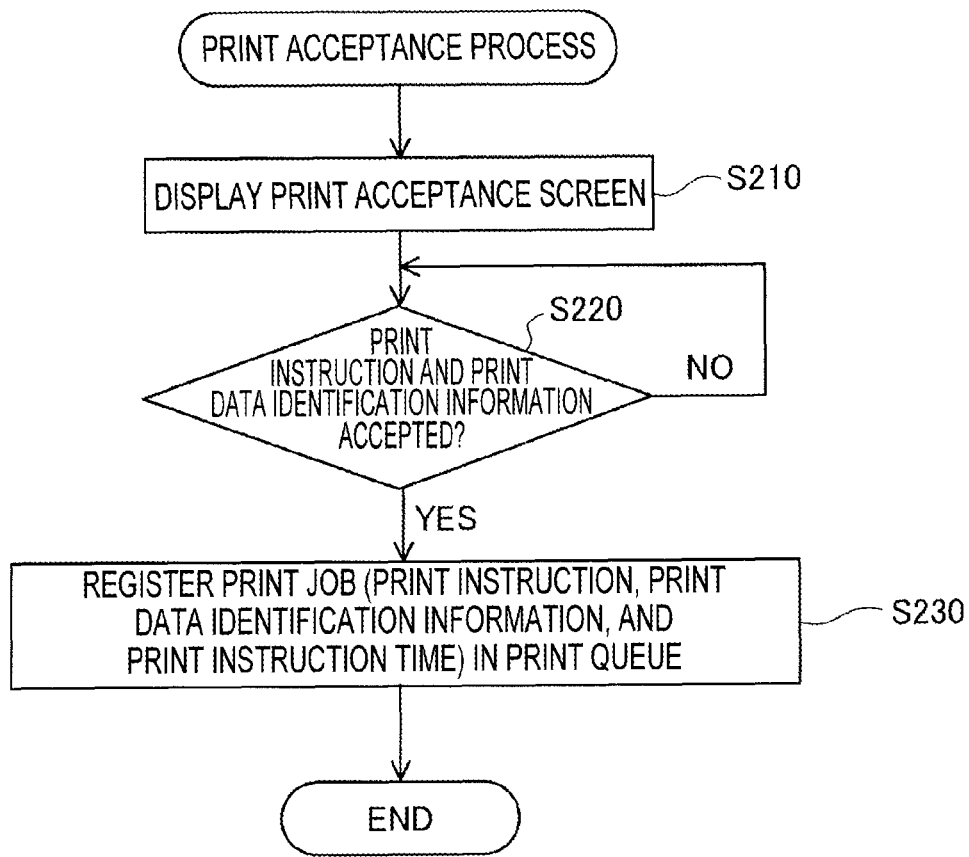 PRINT ACCEPTANCE PROCESS
DISPLAY PRINT ACCEPTANCE SCREEN
S210
S220
PRINT
INSTRUCTION AND PRINT
DATA IDENTIFICATION INFORMATION
ACCEPTED?
NO
YES
REGISTER PRINT JOB (PRINT INSTRUCTION, PRINT
DATA IDENTIFICATION INFORMATION, AND
PRINT INSTRUCTION TIME) IN PRINT QUEUE
S230
END